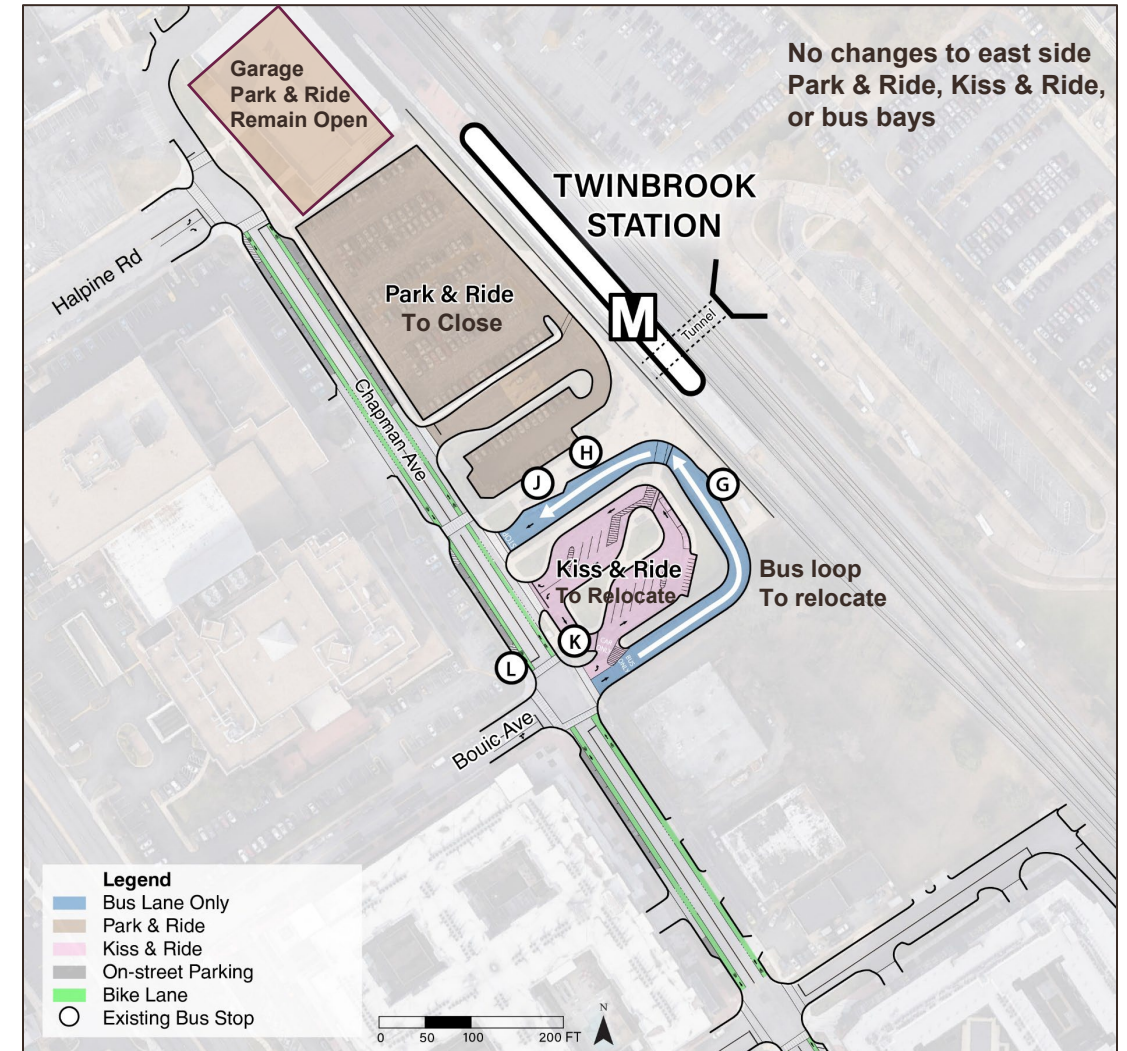 Garage
Park & Ride
Remain Open
No changes to east side
Park & Ride, Kiss & Ride,
or bus bays
TWINBROOK
STATION
M
Tunnel
Halpine Rd
Park & Ride
To Close
Chapman Ave
H
J
G
STOP
Kiss & Ride
To Relocate
Bus loop
To relocate
K
L
BUS
ONLY
Bouic Ave
Legend
Bus Lane Only
Park & Ride
Kiss & Ride
On-street Parking
Bike Lane
Existing Bus Stop
0 50 100 200 FT
N